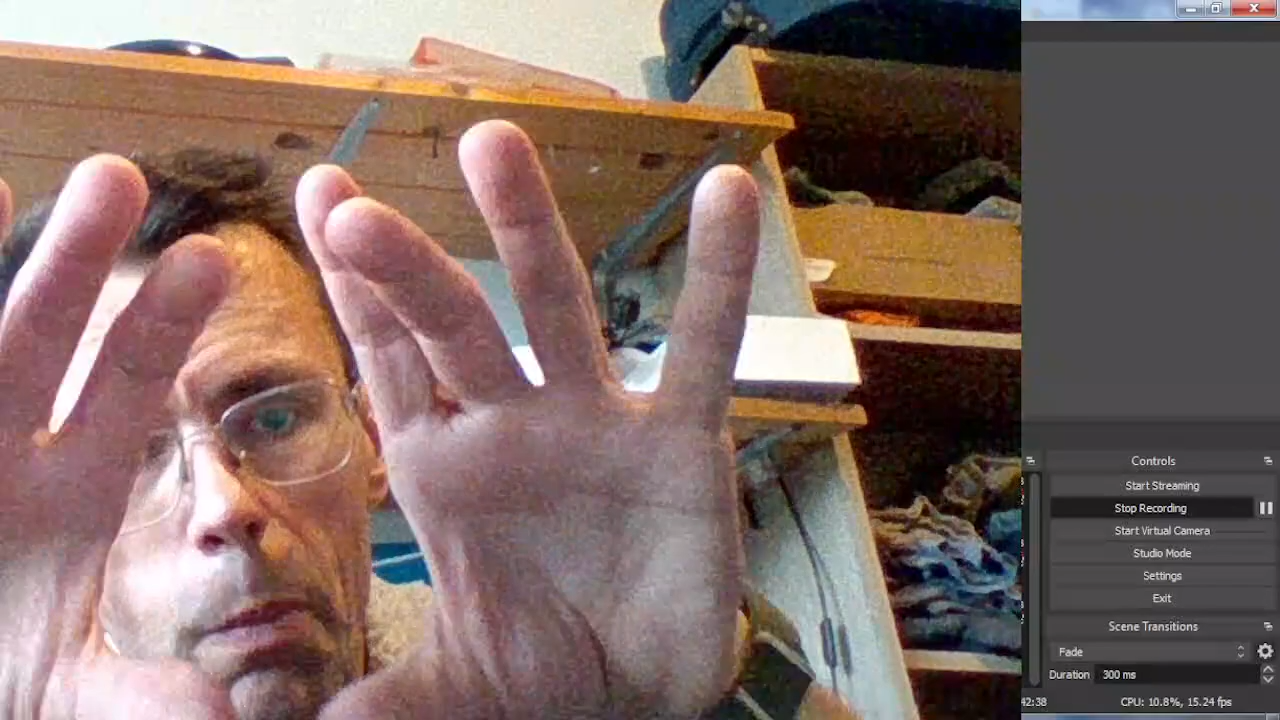 Controls
Start Streaming
Stop Recording
Start Virtual Camera
Studio Mode
Settings
Exit
Scene Transitions
Fade
Duration 300 ms
42:38 CPU: 10.8%, 15.24 fps